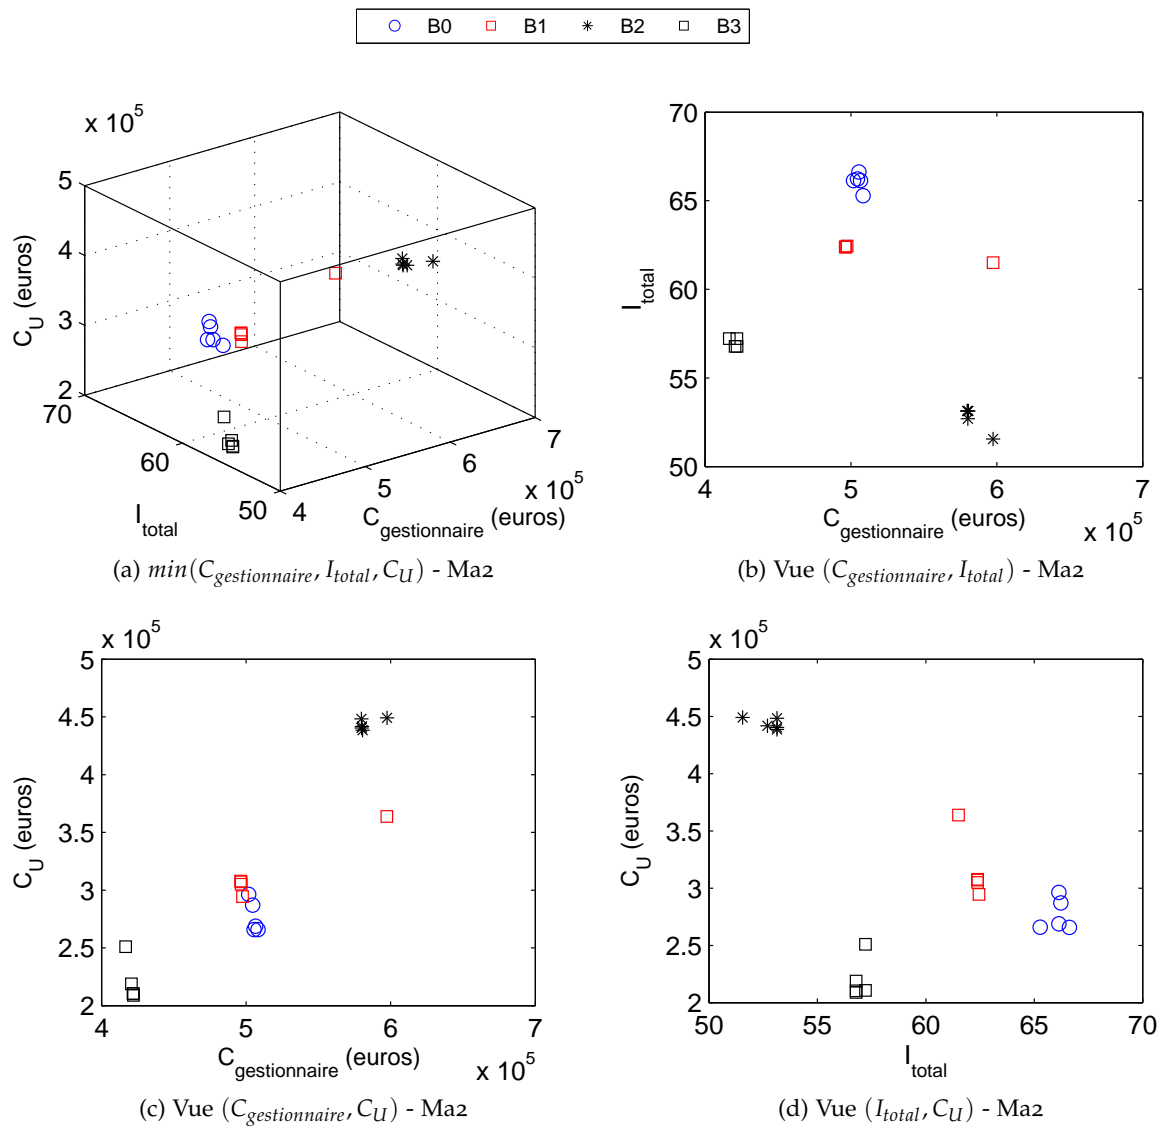 B0 B1 B2 B3
x 10^5
5
4
3
2
C_U (euros)
70
60
50
I_total
4
5
6
7
x 10^5
C_gestionnaire (euros)
(a) min(C_gestionnaire, I_total, C_U) - Ma2
70
65
60
55
50
I_total
4 5 6 7
C_gestionnaire (euros)
x 10^5
(b) Vue (C_gestionnaire, I_total) - Ma2
x 10^5
5
4.5
4
3.5
3
2.5
2
C_U (euros)
4 5 6 7
C_gestionnaire (euros)
x 10^5
(c) Vue (C_gestionnaire, C_U) - Ma2
x 10^5
5
4.5
4
3.5
3
2.5
2
C_U (euros)
50 55 60 65 70
I_total
(d) Vue (I_total, C_U) - Ma2